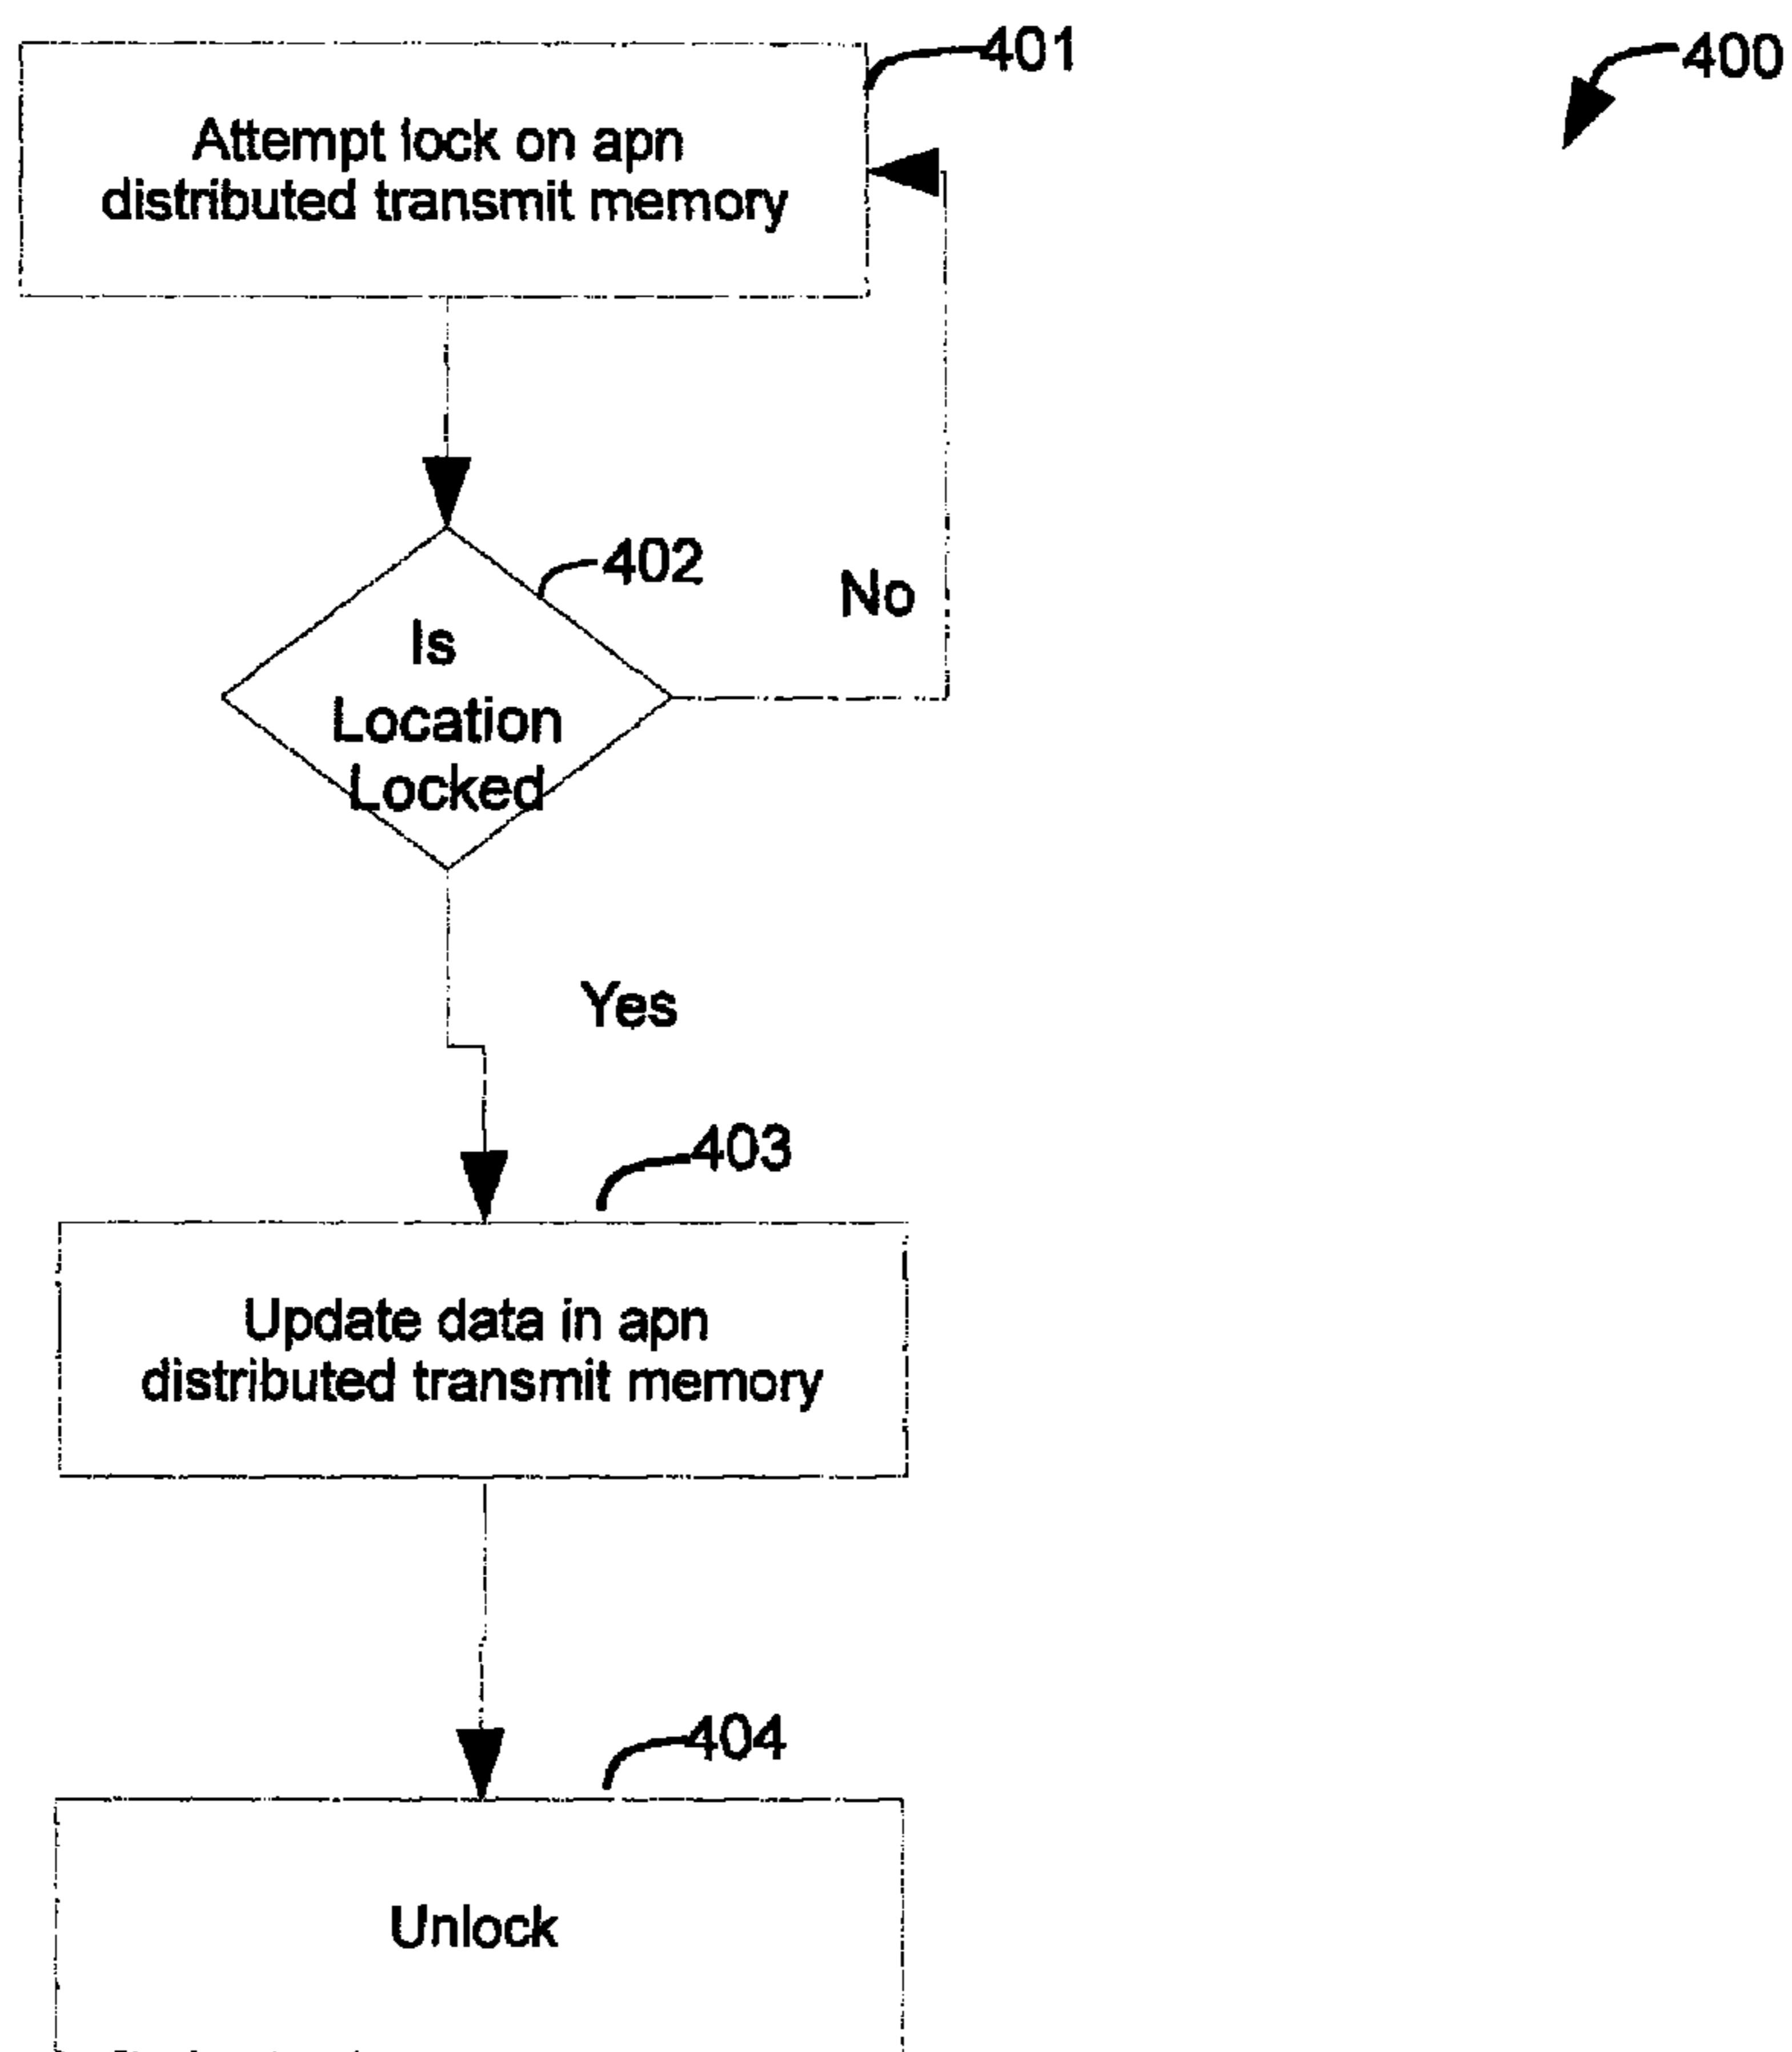 401
400
Attempt lock on apn
distributed transmit memory
402
No
Is
Location
Locked
Yes
403
Update data in apn
distributed transmit memory
404
Unlock